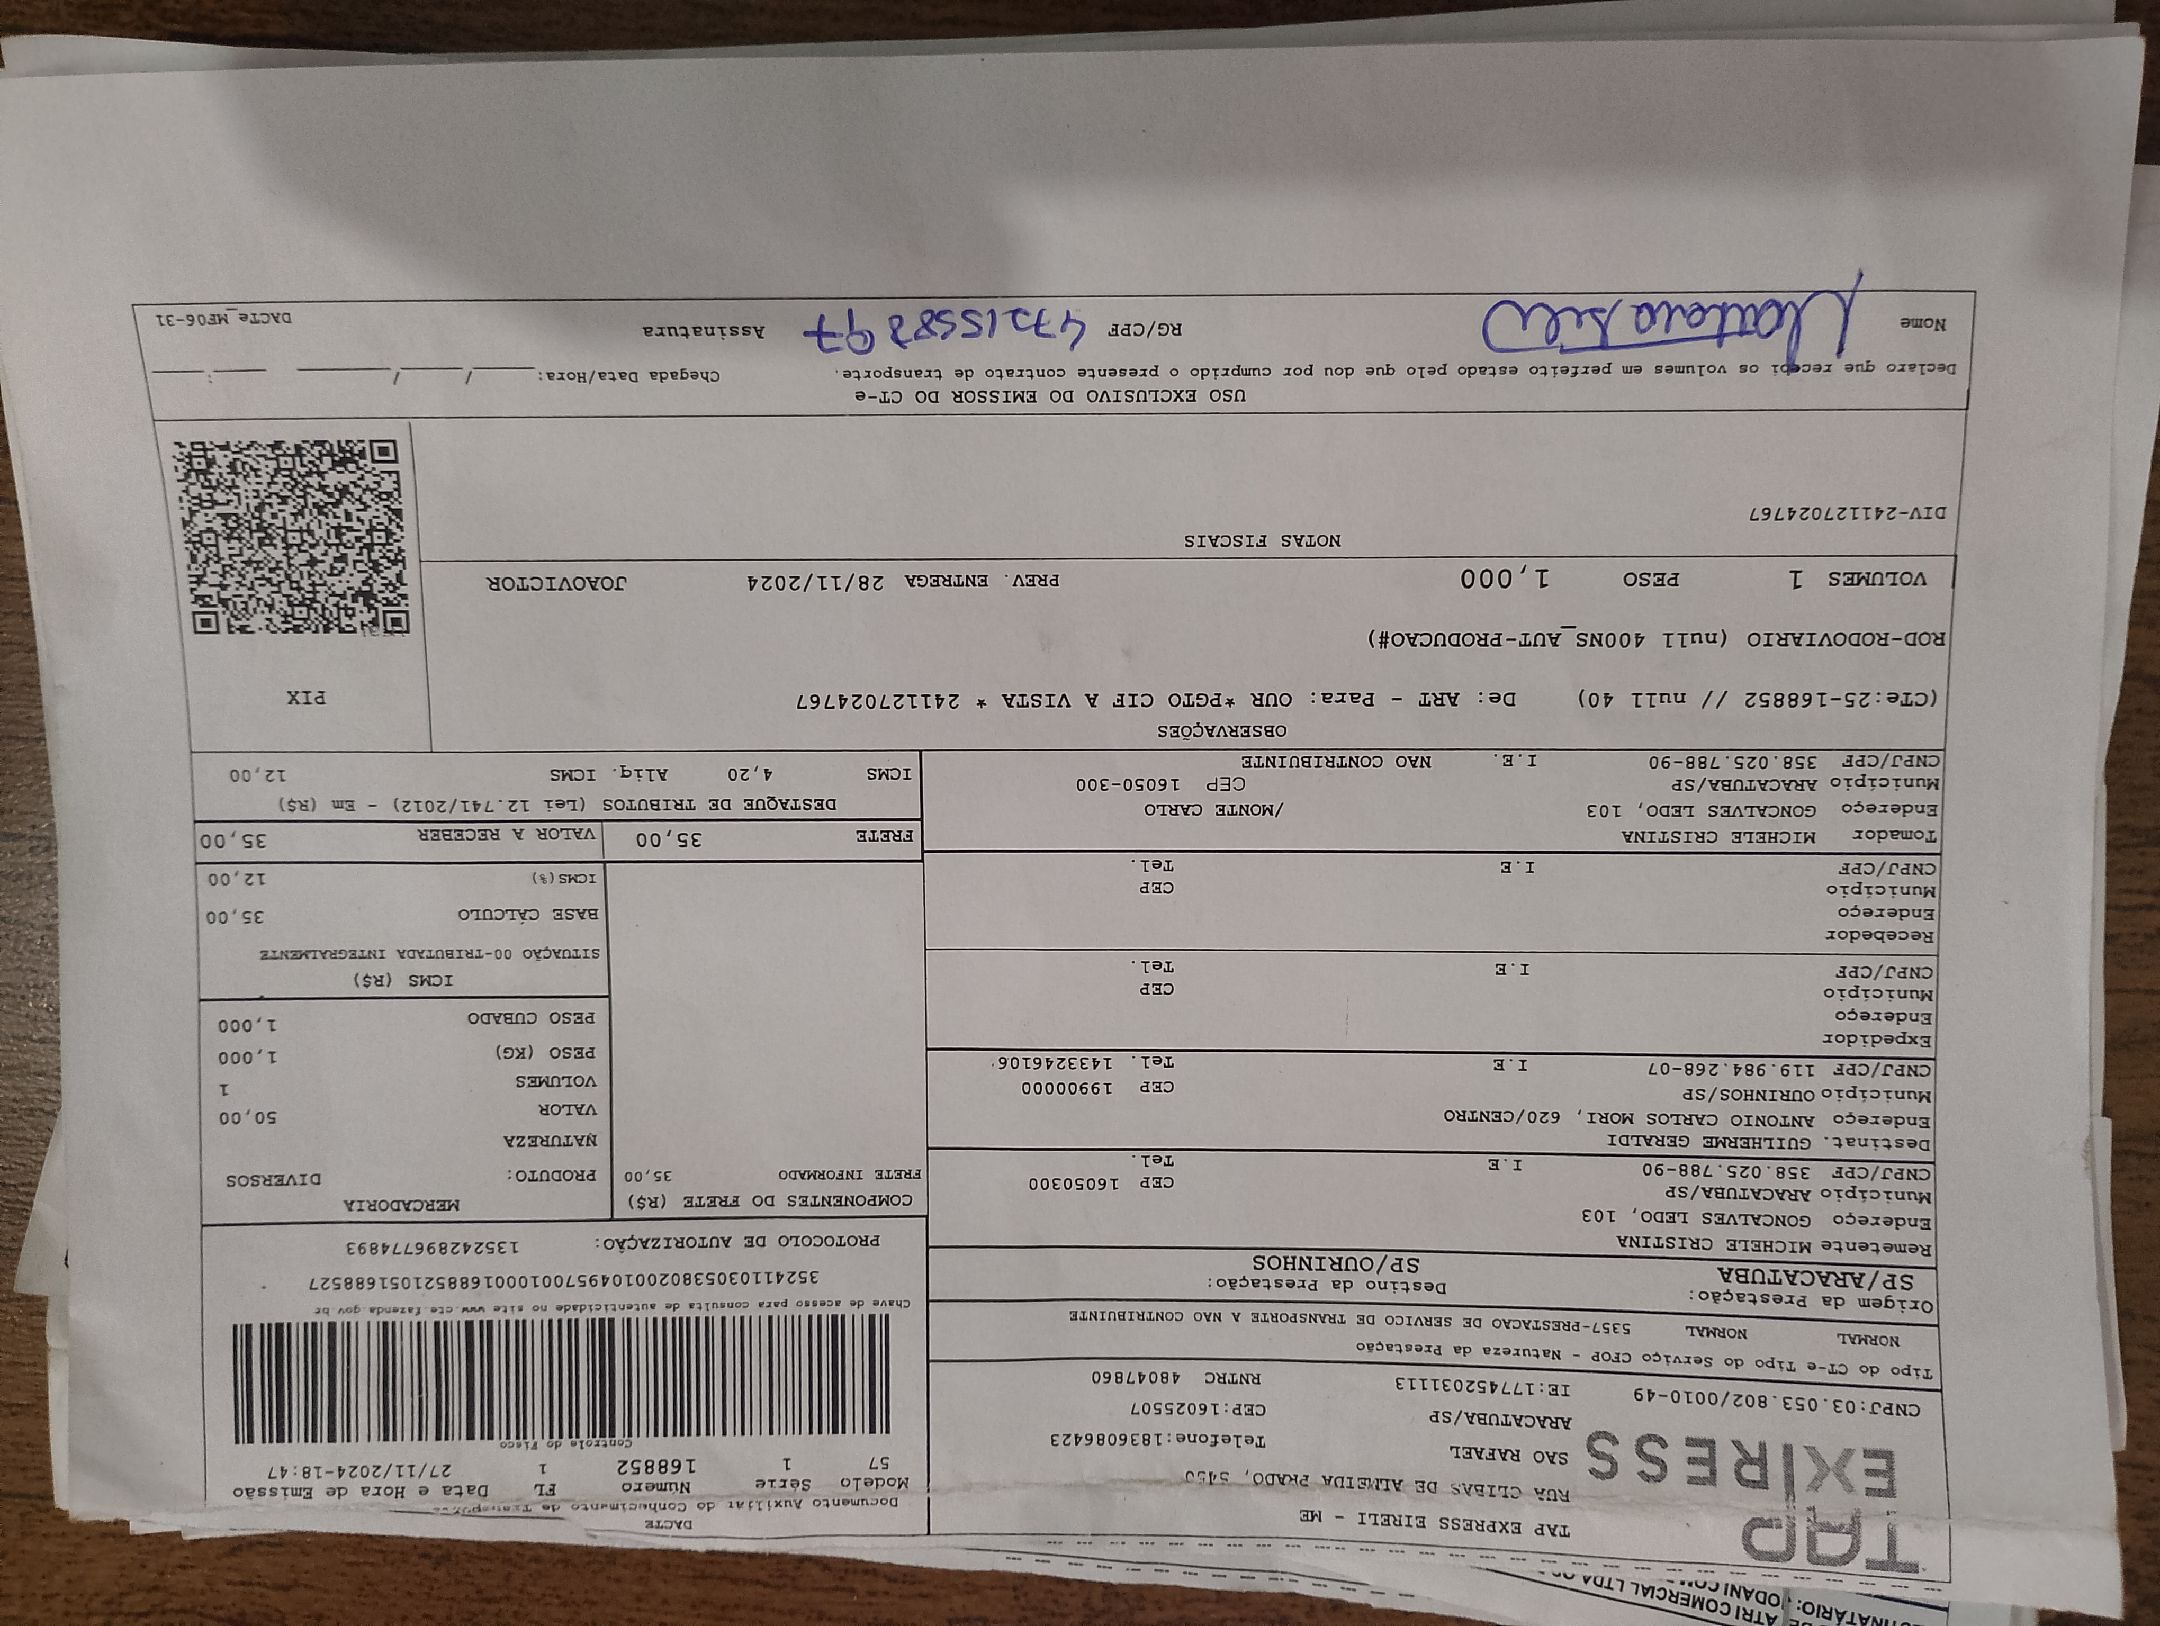 TAP
EXPRESS
TAP EXPRESS EIRELI - ME
RUA CLIBAS DE ALMEIDA PRADO, 5450
SAO RAFAEL Telefone:1836086423
ARACATUBA/SP CEP:16025507
CNPJ:03.053.802/0010-49 IE:177452031113 RNTRC 48047860
DACTE
Documento Auxiliar do Conhecimento de Transporte
Modelo Série Número FL Data e Hora de Emissão
57 1 168852 1 27/11/2024-18:47
Controle do Fisco
Chave de acesso para consulta de autenticidade no site www.cte.fazenda.gov.br
35241103053802001049570010001688521051688527
PROTOCOLO DE AUTORIZAÇÃO: 135242896774893
Tipo do CT-e Tipo do Serviço CFOP - Natureza da Prestação
NORMAL NORMAL 5357-PRESTACAO DE SERVICO DE TRANSPORTE A NAO CONTRIBUINTE
Origem da Prestação: Destino da Prestação:
SP/ARACATUBA SP/OURINHOS
Remetente MICHELE CRISTINA
Endereço GONCALVES LEDO, 103
Município ARACATUBA/SP CEP 16050300
CNPJ/CPF 358.025.788-90 I.E Tel.
Destinat. GUILHERME GERALDI
Endereço ANTONIO CARLOS MORI, 620/CENTRO
Município OURINHOS/SP CEP 19900000
CNPJ/CPF 119.984.268-07 I.E Tel. 1433246106
Expedidor
Endereço
Município CEP
CNPJ/CPF I.E Tel.
Recebedor
Endereço
Município CEP
CNPJ/CPF I.E Tel.
Tomador MICHELE CRISTINA
Endereço GONCALVES LEDO, 103 /MONTE CARLO
Município ARACATUBA/SP CEP 16050-300
CNPJ/CPF 358.025.788-90 I.E. NAO CONTRIBUINTE
COMPONENTES DO FRETE (R$)
FRETE INFORMADO 35,00
MERCADORIA
PRODUTO: DIVERSOS
NATUREZA
VALOR 50,00
VOLUMES 1
PESO (KG) 1,000
PESO CUBADO 1,000
ICMS (R$)
SITUAÇÃO 00-TRIBUTADA INTEGRALMENTE
BASE CÁLCULO 35,00
ICMS(%) 12,00
FRETE 35,00 VALOR A RECEBER 35,00
DESTAQUE DE TRIBUTOS (Lei 12.741/2012) - Em (R$)
ICMS 4,20 Aliq. ICMS 12,00
OBSERVAÇÕES
(CTe:25-168852 // null 40) De: ART - Para: OUR *PGTO CIF A VISTA * 241127024767
ROD-RODOVIARIO (null 400NS_AUT-PRODUCAO#)
PIX
VOLUMES 1 PESO 1,000 PREV. ENTREGA 28/11/2024 JOAOVICTOR
NOTAS FISCAIS
DIV-241127024767
USO EXCLUSIVO DO EMISSOR DO CT-e
Declaro que recebi os volumes em perfeito estado pelo que dou por cumprido o presente contrato de transporte. Chegada Data/Hora: ____/____/____ ___:___
Nome RG/CPF 47215588897 Assinatura
DACTe_MF06-31